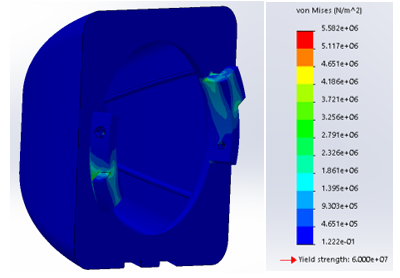 von Mises (N/m^2)
5.582e+06
5.117e+06
4.651e+06
4.186e+06
3.721e+06
3.256e+06
2.791e+06
2.326e+06
1.861e+06
1.395e+06
9.303e+05
4.651e+05
1.222e-01
Yield strength: 6.000e+07